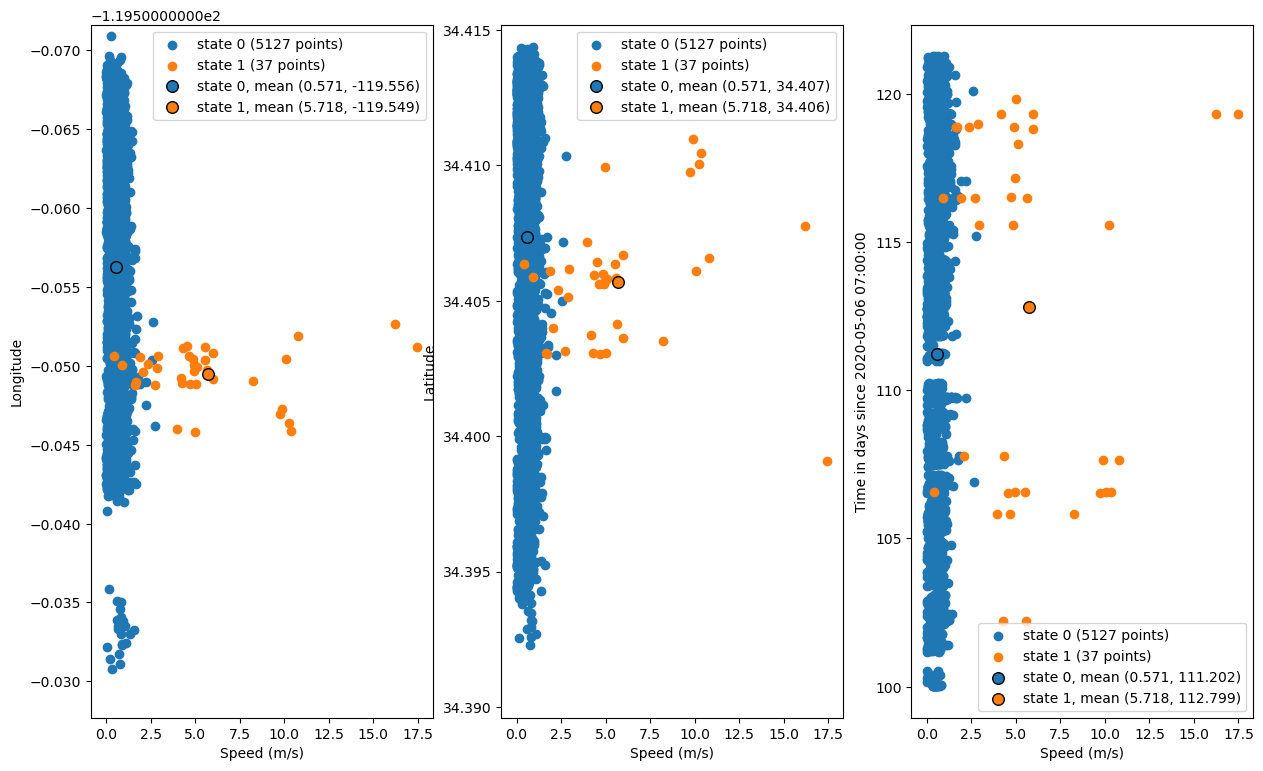 −1.1950000000e2
−0.070
−0.065
−0.060
−0.055
−0.050
−0.045
−0.040
−0.035
−0.030
Longitude
0.0 2.5 5.0 7.5 10.0 12.5 15.0 17.5
Speed (m/s)
state 0 (5127 points)
state 1 (37 points)
state 0, mean (0.571, -119.556)
state 1, mean (5.718, -119.549)
34.415
34.410
34.405
34.400
34.395
34.390
Latitude
0.0 2.5 5.0 7.5 10.0 12.5 15.0 17.5
Speed (m/s)
state 0 (5127 points)
state 1 (37 points)
state 0, mean (0.571, 34.407)
state 1, mean (5.718, 34.406)
120
115
110
105
100
Time in days since 2020-05-06 07:00:00
0.0 2.5 5.0 7.5 10.0 12.5 15.0 17.5
Speed (m/s)
state 0 (5127 points)
state 1 (37 points)
state 0, mean (0.571, 111.202)
state 1, mean (5.718, 112.799)